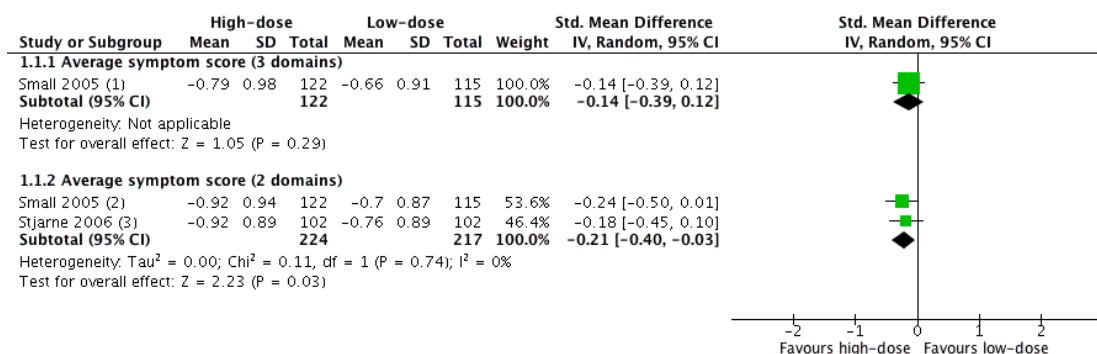 High-dose Low-dose Std. Mean Difference Std. Mean Difference
Study or Subgroup Mean SD Total Mean SD Total Weight IV, Random, 95% CI IV, Random, 95% CI
1.1.1 Average symptom score (3 domains)
Small 2005 (1) −0.79 0.98 122 −0.66 0.91 115 100.0% −0.14 [−0.39, 0.12]
Subtotal (95% CI) 122 115 100.0% −0.14 [−0.39, 0.12]
Heterogeneity: Not applicable
Test for overall effect: Z = 1.05 (P = 0.29)
1.1.2 Average symptom score (2 domains)
Small 2005 (2) −0.92 0.94 122 −0.7 0.87 115 53.6% −0.24 [−0.50, 0.01]
Stjarne 2006 (3) −0.92 0.89 102 −0.76 0.89 102 46.4% −0.18 [−0.45, 0.10]
Subtotal (95% CI) 224 217 100.0% −0.21 [−0.40, −0.03]
Heterogeneity: Tau² = 0.00; Chi² = 0.11, df = 1 (P = 0.74); I² = 0%
Test for overall effect: Z = 2.23 (P = 0.03)
−2 −1 0 1 2
Favours high-dose Favours low-dose